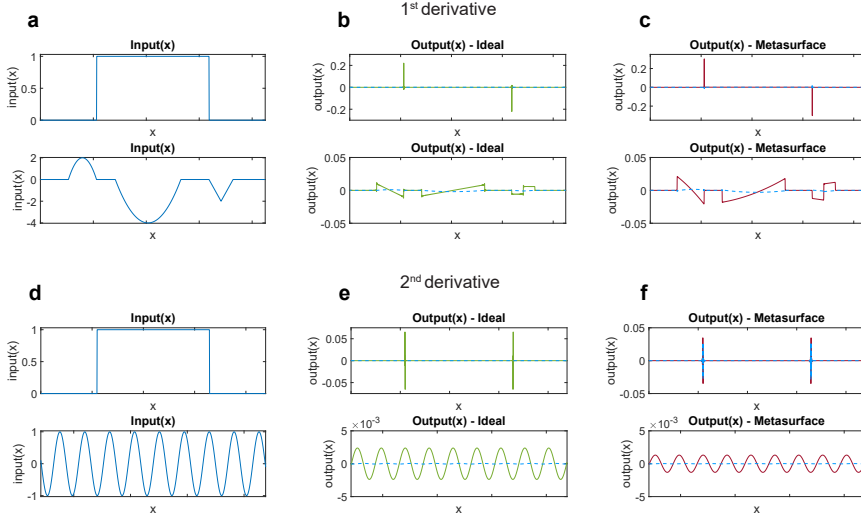 1st derivative
a
b
c
Input(x)
Output(x) - Ideal
Output(x) - Metasurface
input(x)
1
0.5
0
x
output(x)
0.2
0
-0.2
x
output(x)
0.2
0
-0.2
x
Input(x)
Output(x) - Ideal
Output(x) - Metasurface
input(x)
2
0
-2
-4
x
output(x)
0.05
0
-0.05
x
output(x)
0.05
0
-0.05
x
2nd derivative
d
e
f
Input(x)
Output(x) - Ideal
Output(x) - Metasurface
input(x)
1
0.5
0
x
output(x)
0.05
0
-0.05
x
output(x)
0.05
0
-0.05
x
Input(x)
Output(x) - Ideal
Output(x) - Metasurface
input(x)
1
0
-1
x
×10-3
output(x)
5
0
-5
x
×10-3
output(x)
5
0
-5
x